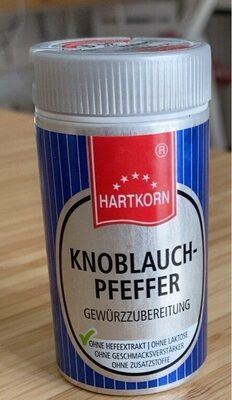 HARTKORN
®
KNOBLAUCH-
PFEFFER
GEWÜRZZUBEREITUNG
OHNE HEFEEXTRAKT | OHNE LAKTOSE
OHNE GESCHMACKSVERSTÄRKER
OHNE ZUSATZSTOFFE